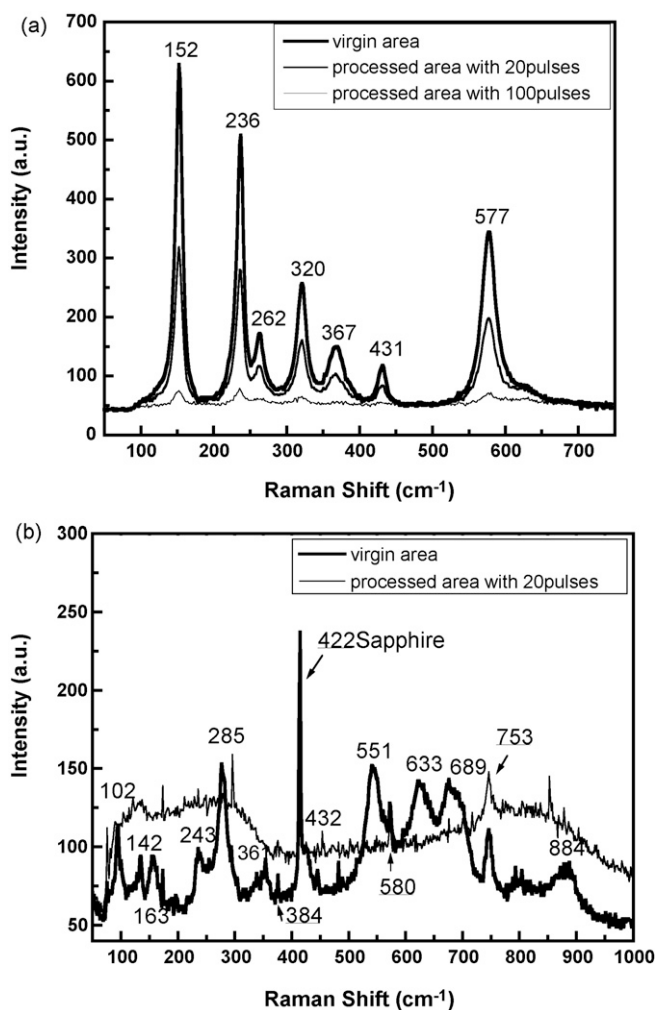 (a)
700
600
500
400
300
200
100
0
Intensity (a.u.)
virgin area
processed area with 20pulses
processed area with 100pulses
152
236
262
320
367
431
577
100 200 300 400 500 600 700
Raman Shift (cm-1)
(b)
300
250
200
150
100
50
Intensity (a.u.)
virgin area
processed area with 20pulses
422Sapphire
285
551
633
689
753
102
142
163
243
361
432
384
580
884
100 200 300 400 500 600 700 800 900 1000
Raman Shift (cm-1)